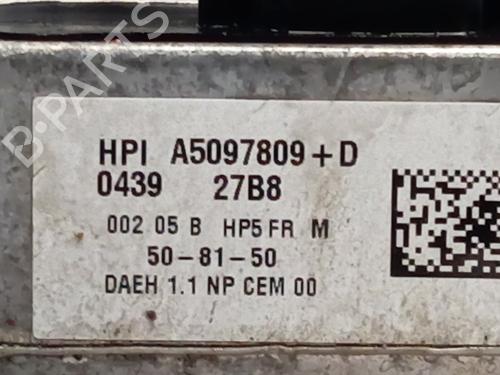 HPI A5097809+D
0439 27B8
002 05 B HP5 FR M
50-81-50
DAEH 1.1 NP CEM 00
B-PARTS